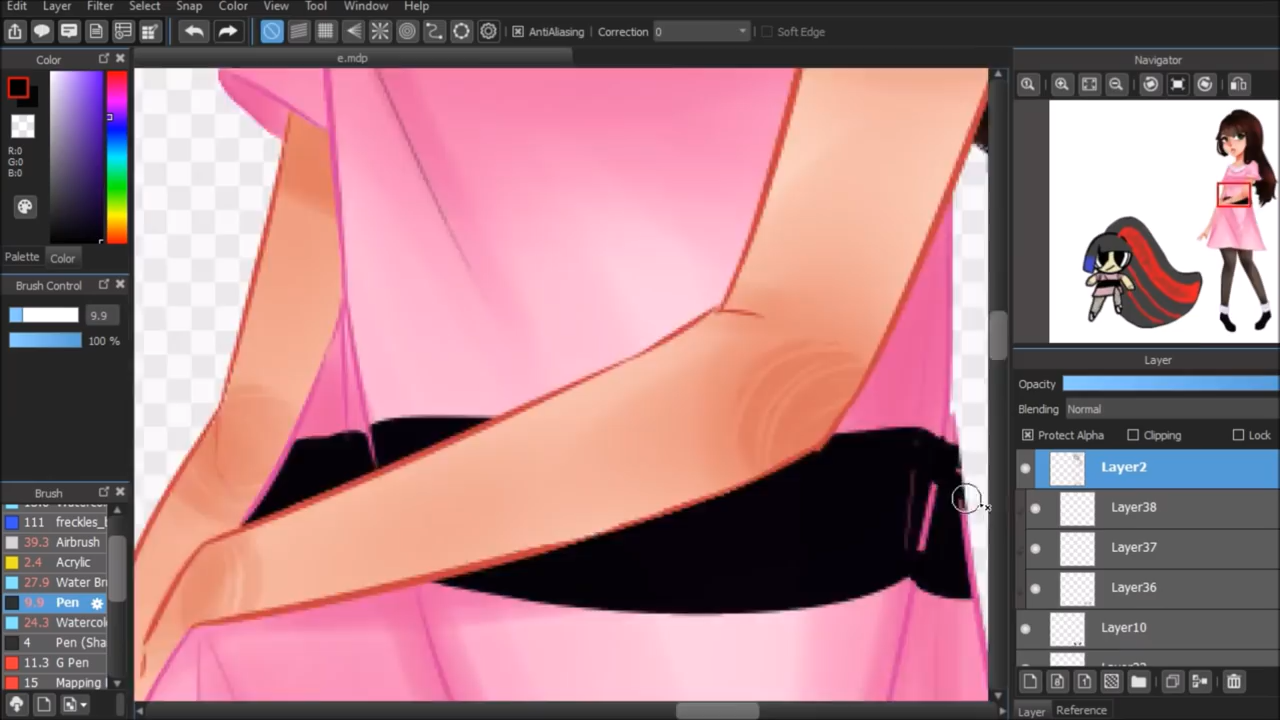 Edit Layer Filter Select Snap Color View Tool Window Help
AntiAliasing Correction 0 Soft Edge
Color
e.mdp
Navigator
R:0
G:0
B:0
Palette Color
Brush Control
9.9
100 %
Layer
Opacity
Blending Normal
Protect Alpha Clipping Lock
Layer2
Layer38
Layer37
Layer36
Layer10
Brush
111 freckles_b
39.3 Airbrush
2.4 Acrylic
27.9 Water Bru
9.9 Pen
24.3 Watercol
4 Pen (Sha
11.3 G Pen
15 Mapping
Layer Reference